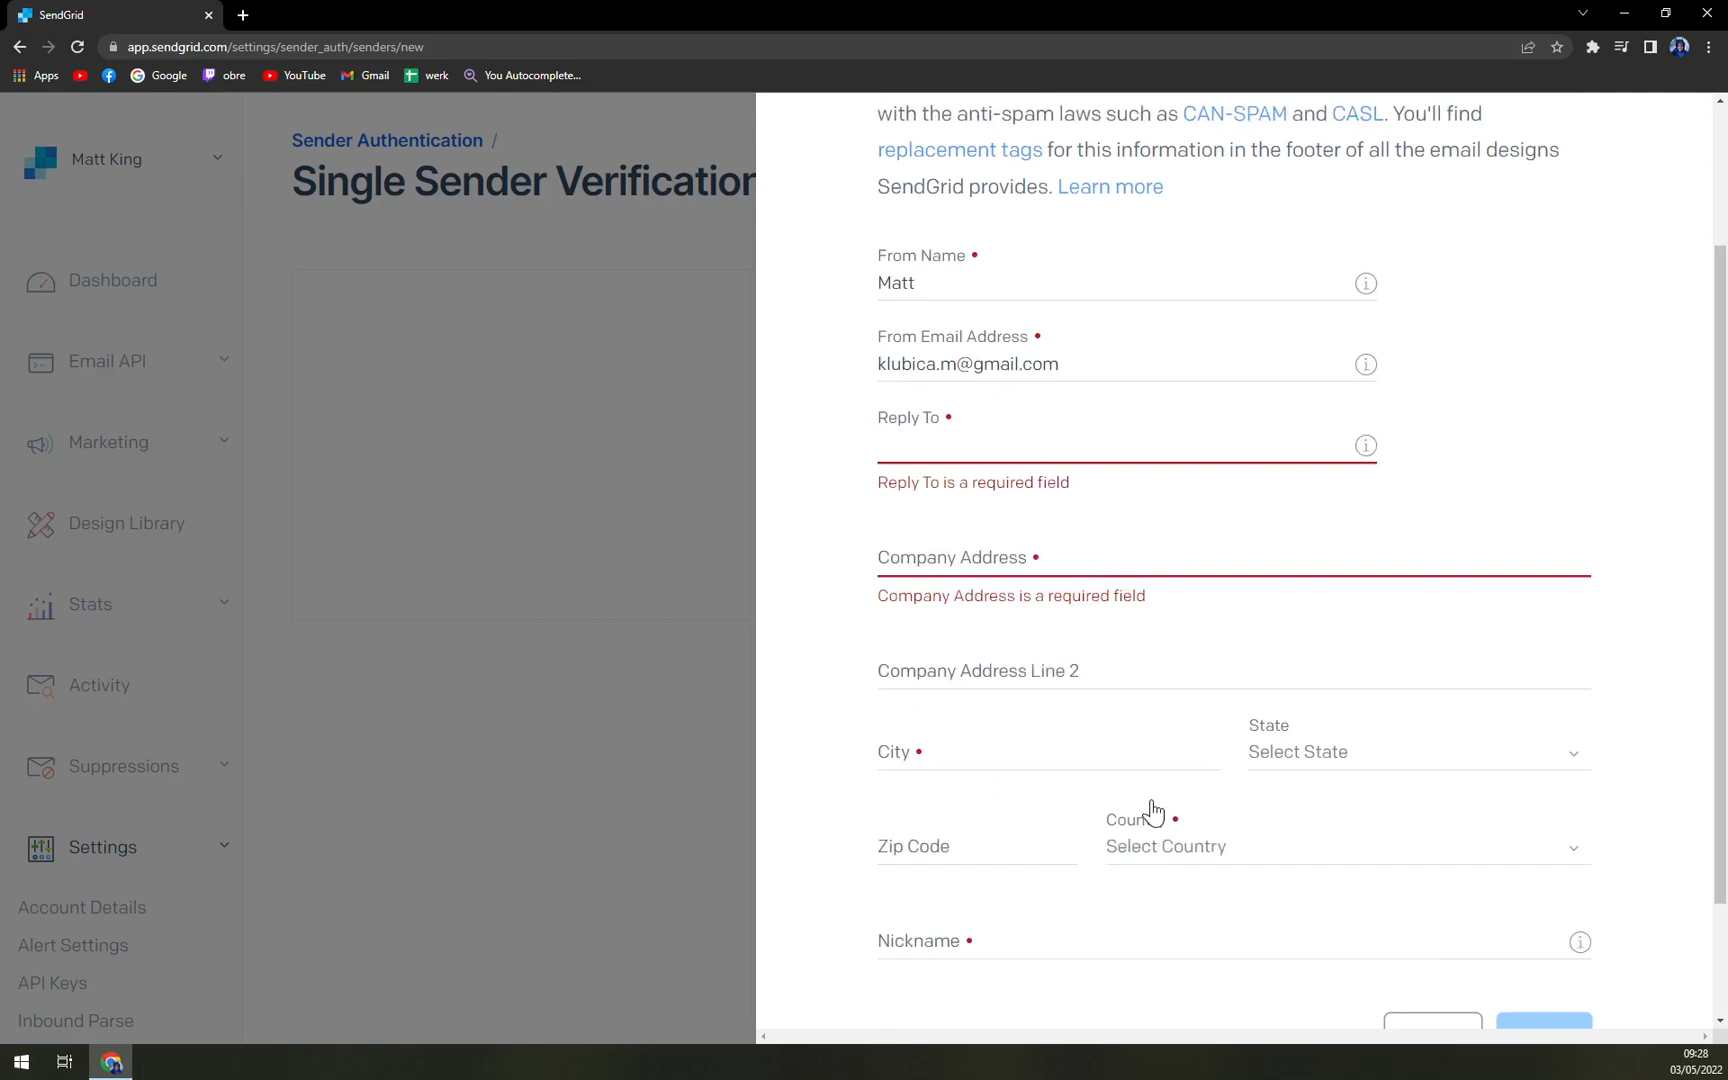 SendGrid
app.sendgrid.com/settings/sender_auth/senders/new
Apps
Google
obre
YouTube
Gmail
werk
You Autocomplete...
Matt King
Dashboard
Email API
Marketing
Design Library
Stats
Activity
Suppressions
Settings
Account Details
Alert Settings
API Keys
Inbound Parse
Sender Authentication /
Single Sender Verification
with the anti-spam laws such as CAN-SPAM and CASL. You'll find
replacement tags for this information in the footer of all the email designs
SendGrid provides. Learn more
From Name •
Matt
From Email Address •
klubica.m@gmail.com
Reply To •
Reply To is a required field
Company Address •
Company Address is a required field
Company Address Line 2
City •
State
Select State
Zip Code
Select Country
Nickname •
09:28
03/05/2022